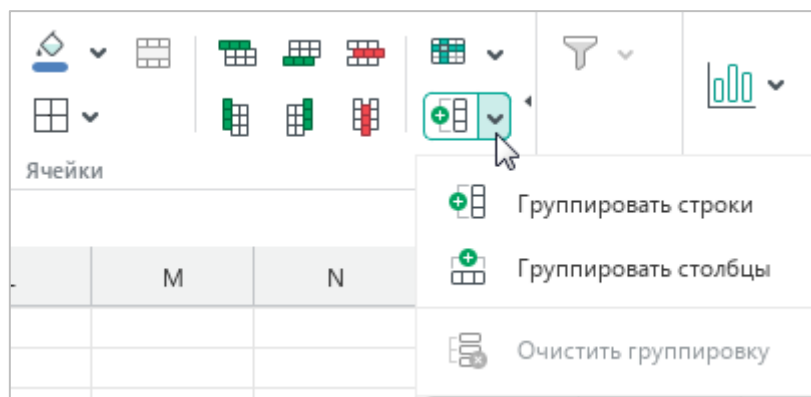 Ячейки
Группировать строки
M N
Группировать столбцы
Очистить группировку